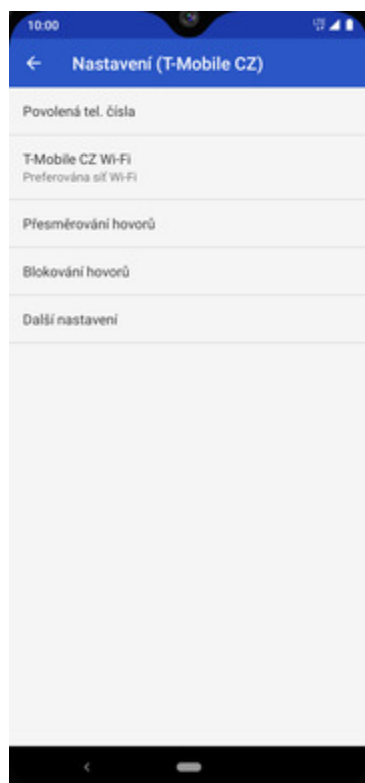 10:00
Nastavení (T-Mobile CZ)
Povolená tel. čísla
T-Mobile CZ Wi-Fi
Preferována síť Wi-Fi
Přesměrování hovorů
Blokování hovorů
Další nastavení